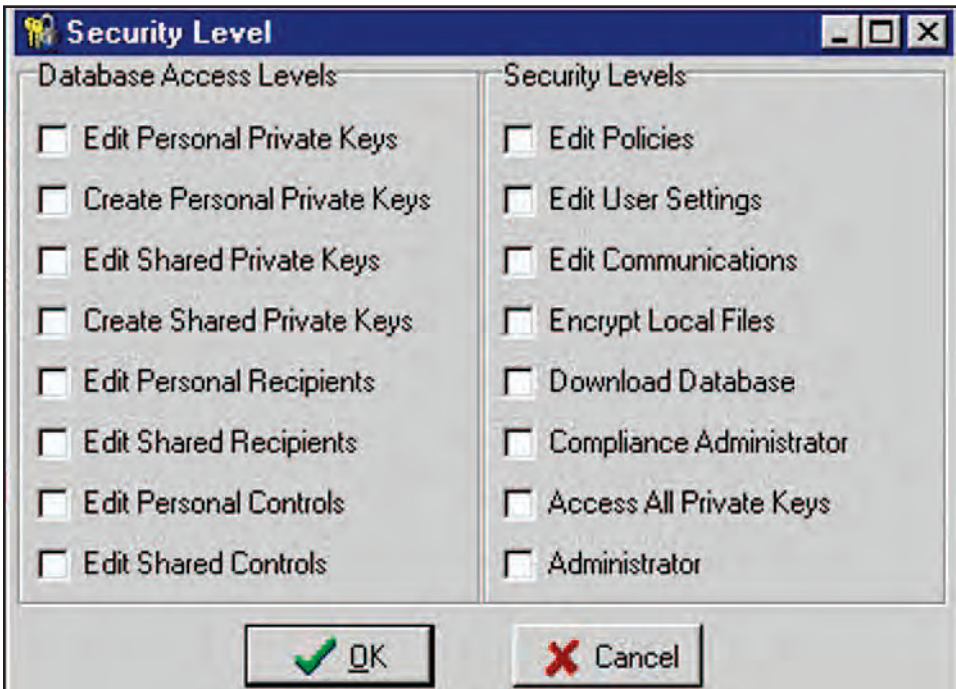 Security Level
Database Access Levels
Edit Personal Private Keys
Create Personal Private Keys
Edit Shared Private Keys
Create Shared Private Keys
Edit Personal Recipients
Edit Shared Recipients
Edit Personal Controls
Edit Shared Controls
Security Levels
Edit Policies
Edit User Settings
Edit Communications
Encrypt Local Files
Download Database
Compliance Administrator
Access All Private Keys
Administrator
OK
Cancel